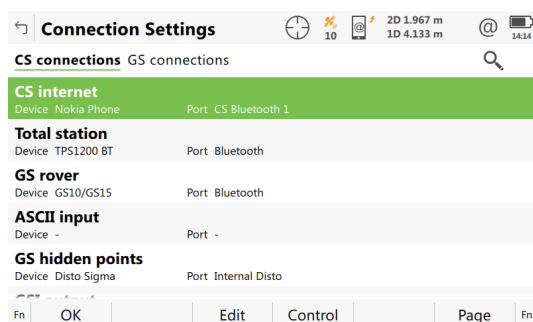 Connection Settings 10 @ 2D 1.967 m @
1D 4.133 m 14:14
CS connections GS connections
CS internet
Device Nokia Phone Port CS Bluetooth 1
Total station
Device TPS1200 BT Port Bluetooth
GS rover
Device GS10/GS15 Port Bluetooth
ASCII input
Device - Port -
GS hidden points
Device Disto Sigma Port Internal Disto
Fn OK Edit Control Page Fn